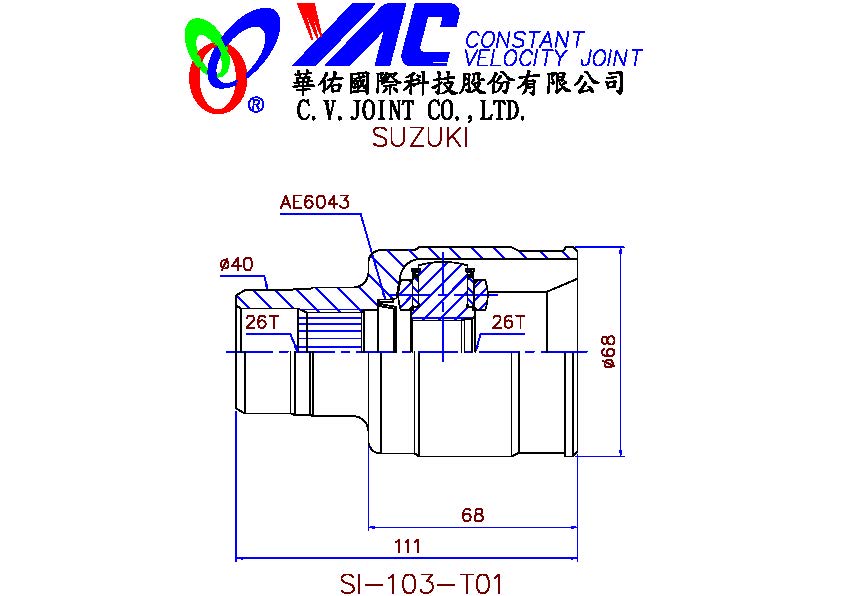 YAC CONSTANT
VELOCITY JOINT
®
華佑國際科技股份有限公司
C.V.JOINT CO.,LTD.
SUZUKI
AE6043
ø40
26T
26T
ø68
68
111
SI-103-T01